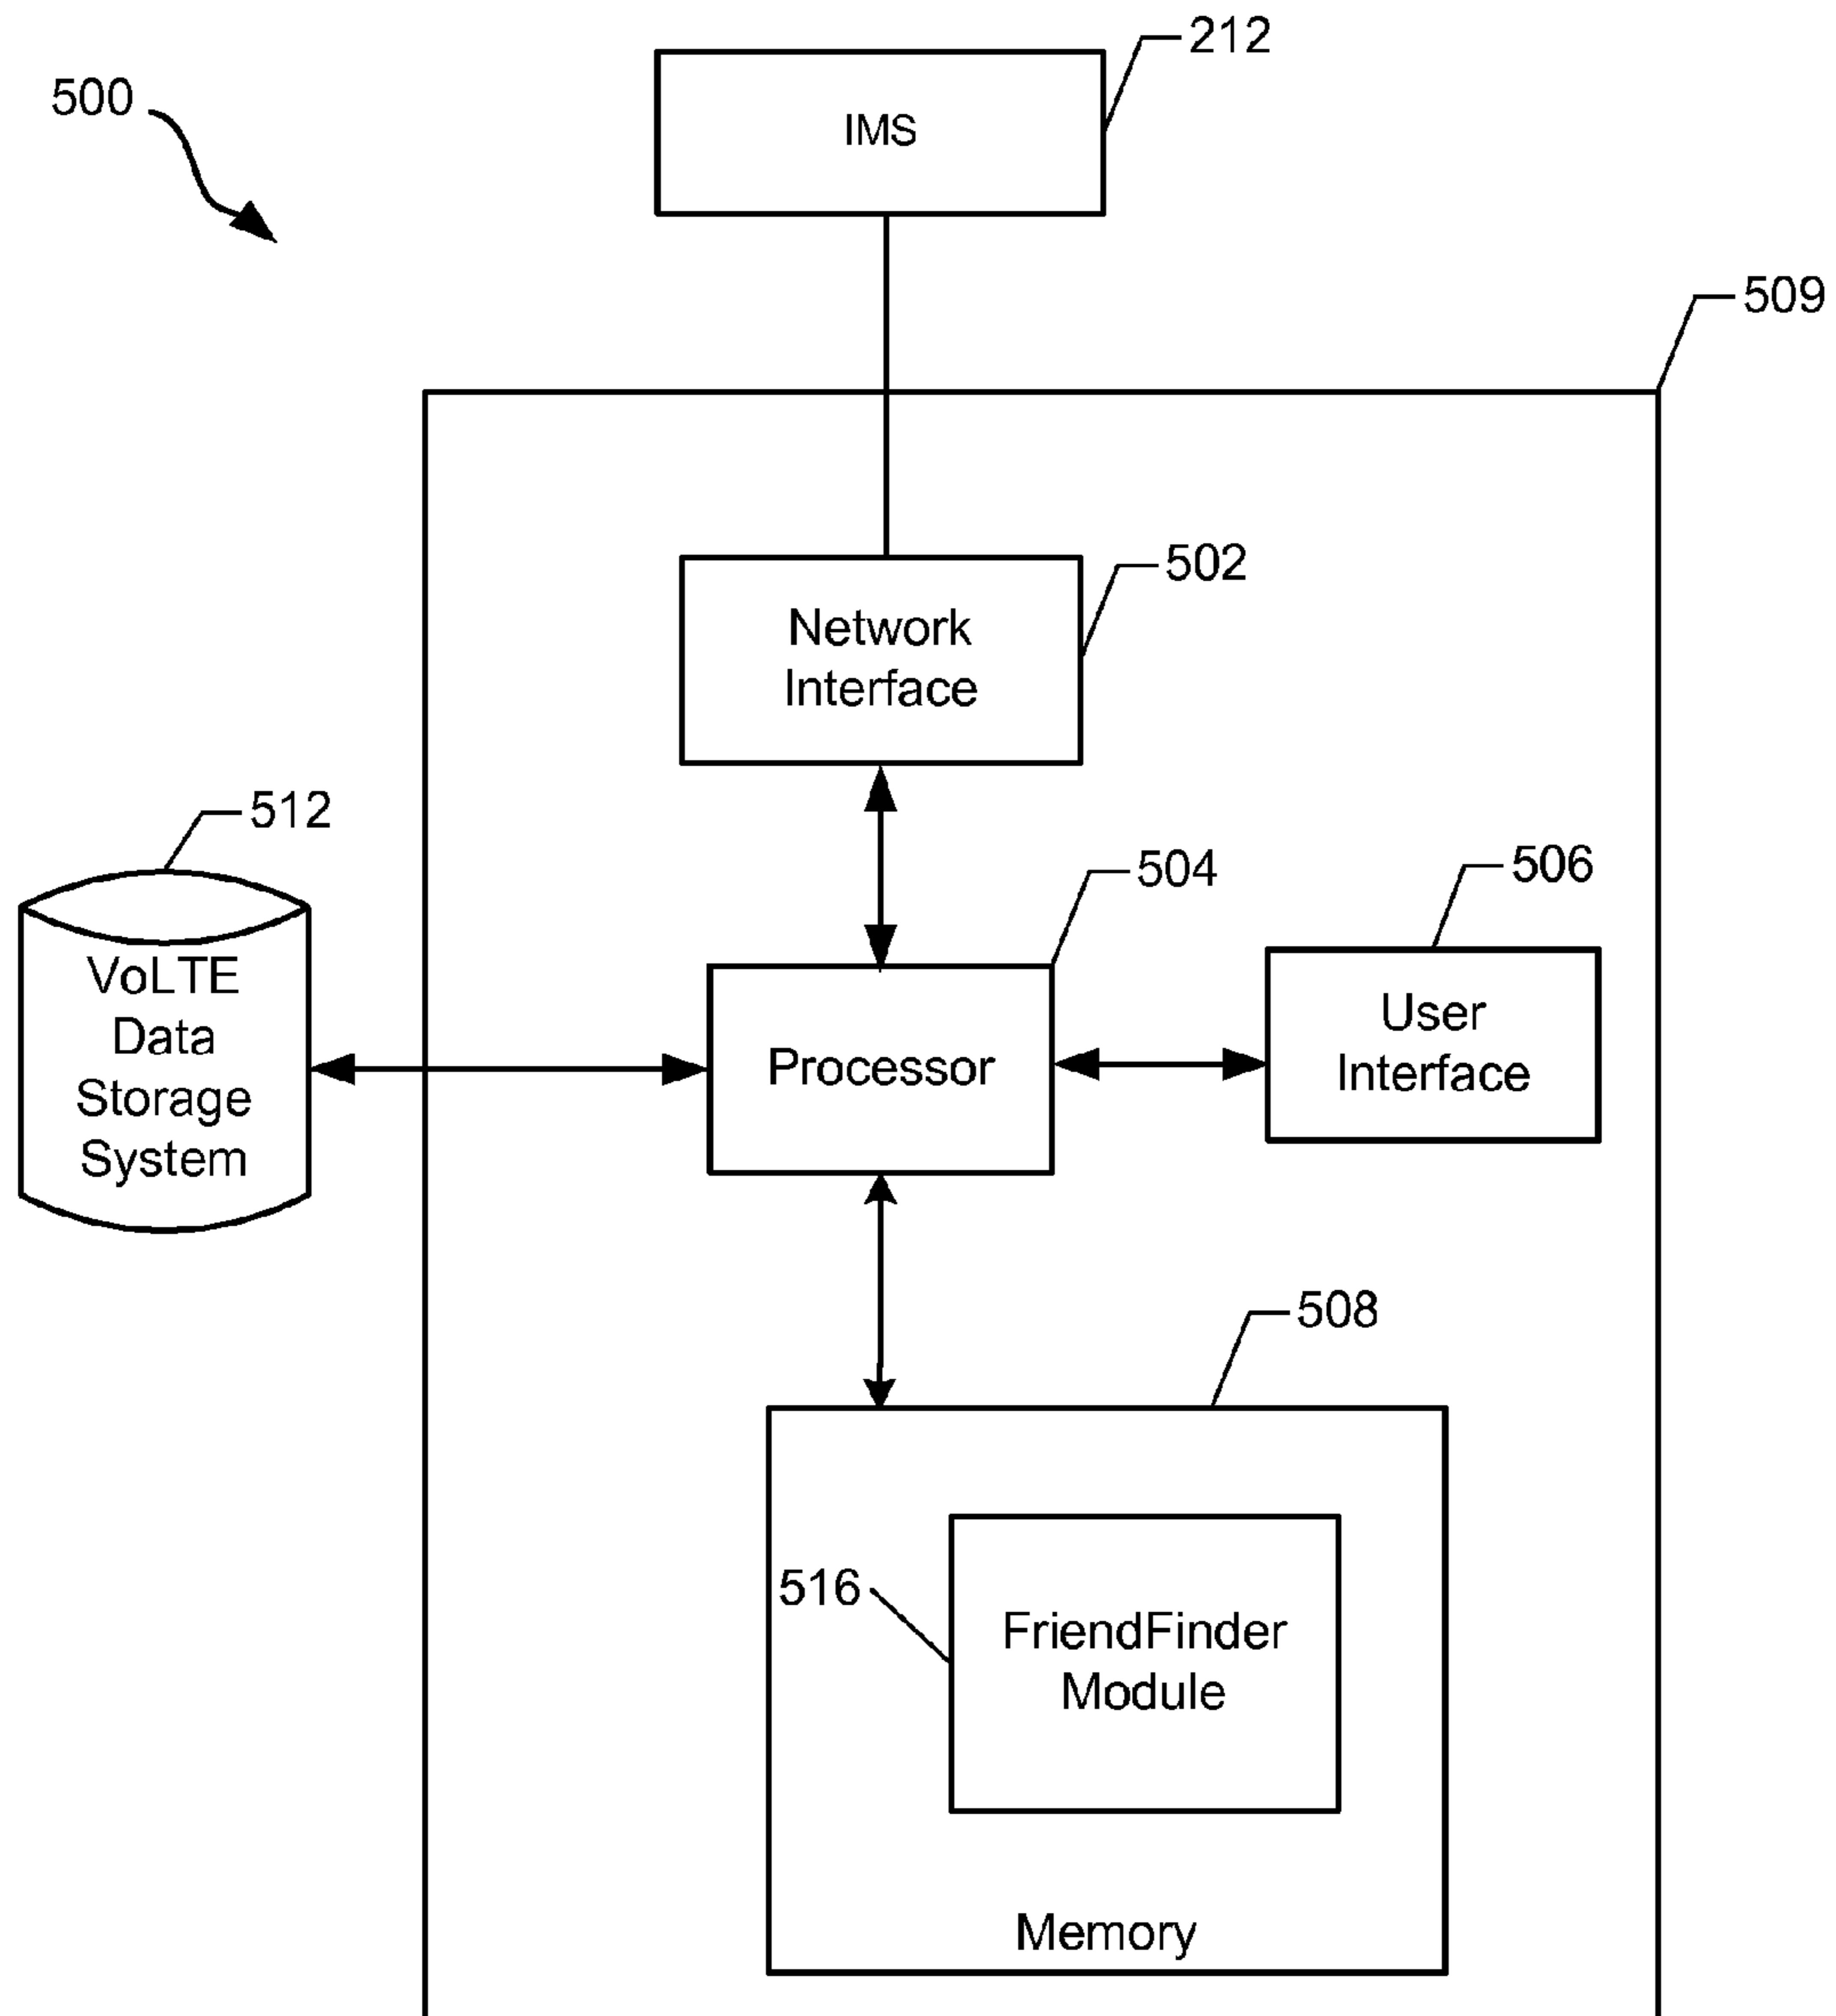 212
500
IMS
509
502
Network
Interface
512
504
506
VoLTE
Data
Storage
System
Processor
User
Interface
508
516
FriendFinder
Module
Memory